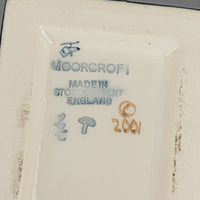 MOORCROFT
MADE IN
STOKE ON TRENT
ENGLAND
2001